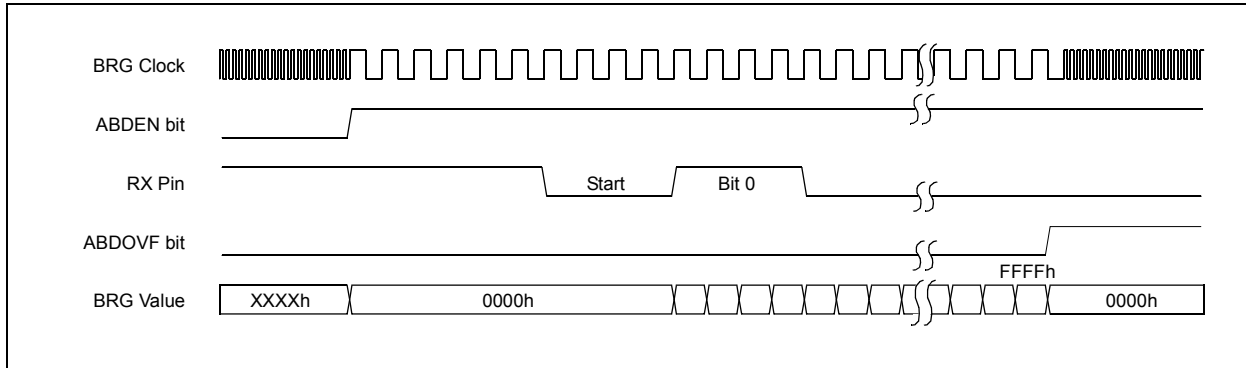 BRG Clock
ABDEN bit
RX Pin
Start
Bit 0
ABDOVF bit
FFFFh
BRG Value
XXXXh
0000h
0000h